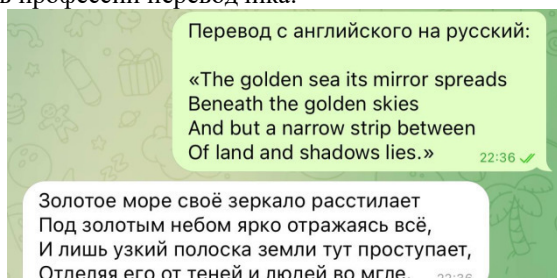 в профессии переводчика.
Перевод с английского на русский:
«The golden sea its mirror spreads
Beneath the golden skies
And but a narrow strip between
Of land and shadows lies.»
22:36
Золотое море своё зеркало расстилает
Под золотым небом ярко отражаясь всё,
И лишь узкий полоска земли тут проступает,
Отделяя его от теней и людей во мгле.
22:36